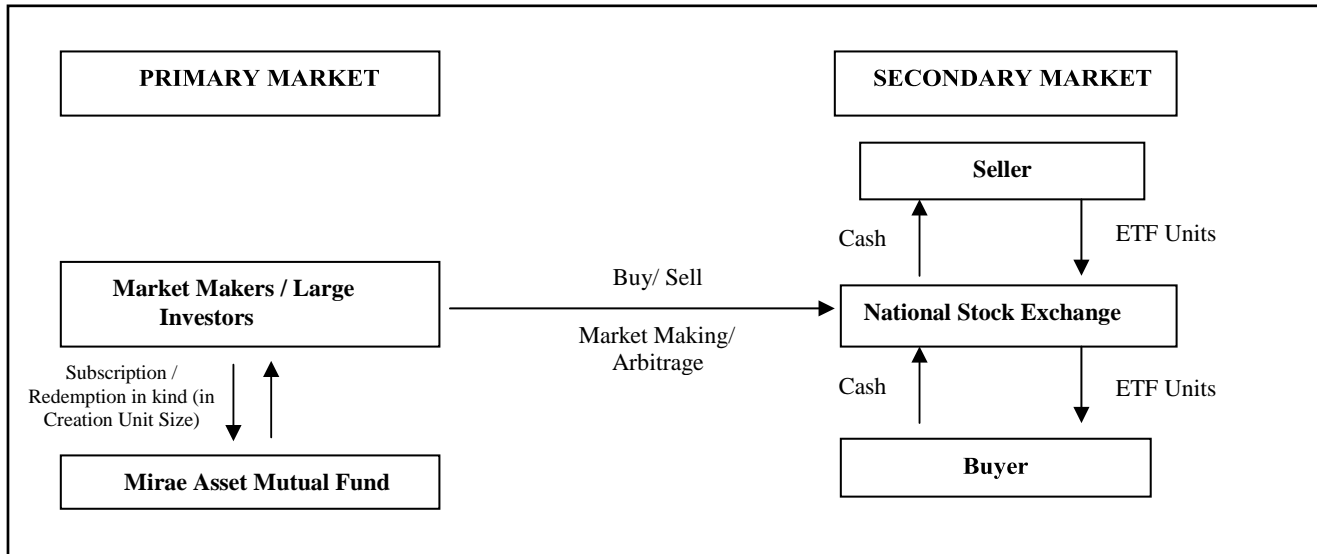 PRIMARY MARKET
SECONDARY MARKET
Seller
Cash
ETF Units
Market Makers / Large
Investors
Buy/ Sell
Market Making/
Arbitrage
National Stock Exchange
Subscription /
Redemption in kind (in
Creation Unit Size)
Cash
ETF Units
Mirae Asset Mutual Fund
Buyer